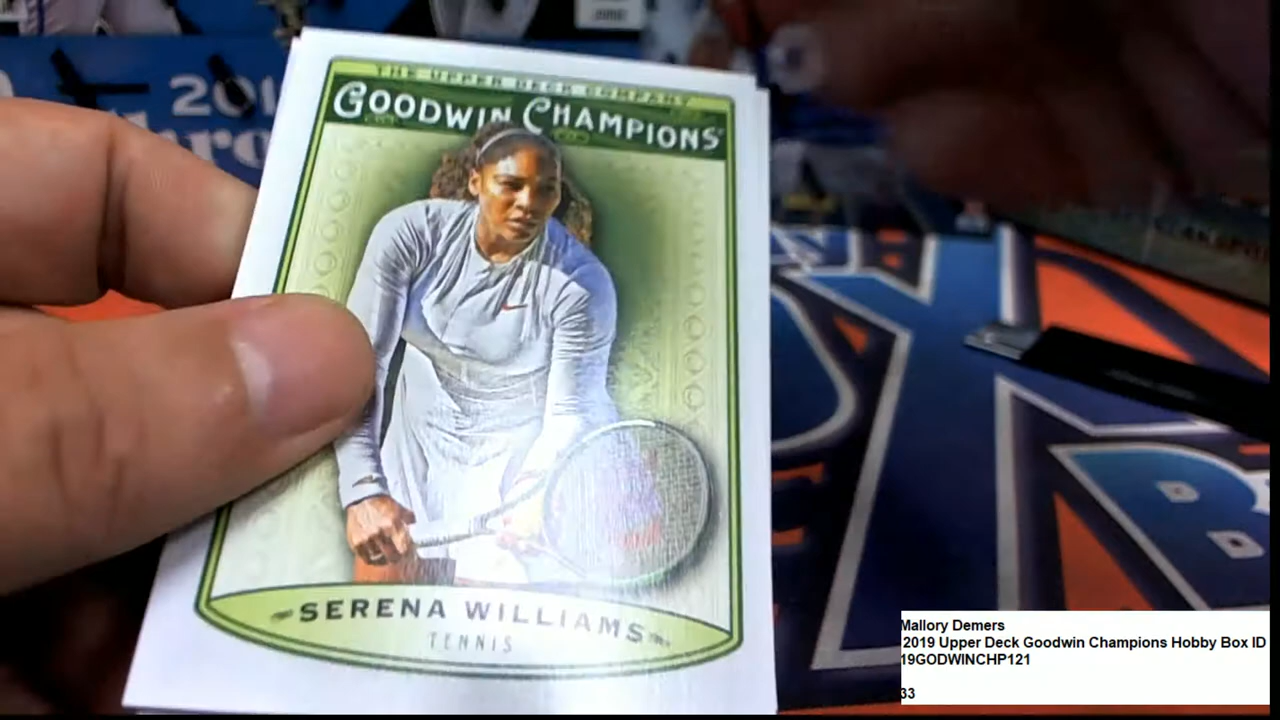 THE UPPER DECK COMPANY
GOODWIN CHAMPIONS
SERENA WILLIAMS
TENNIS
Mallory Demers
2019 Upper Deck Goodwin Champions Hobby Box ID
19GODWINCHP121
33